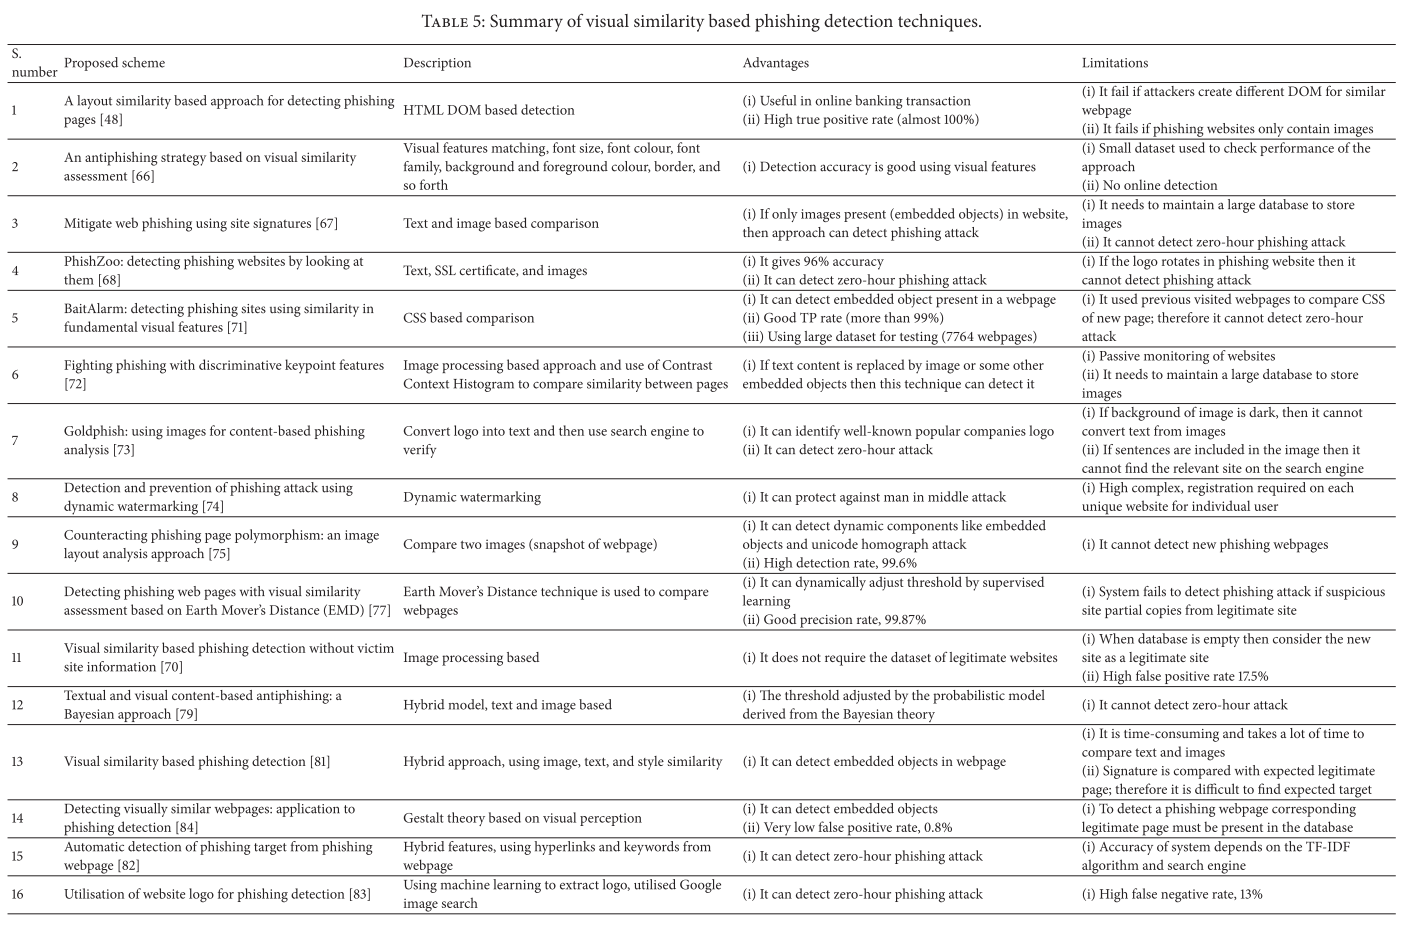 TABLE 5: Summary of visual similarity based phishing detection techniques.
S.
number
Proposed scheme
Description
Advantages
Limitations
1
A layout similarity based approach for detecting phishing
pages [48]
HTML DOM based detection
(i) Useful in online banking transaction
(ii) High true positive rate (almost 100%)
(i) It fail if attackers create different DOM for similar
webpage
(ii) It fails if phishing websites only contain images
2
An antiphishing strategy based on visual similarity
assessment [66]
Visual features matching, font size, font colour, font
family, background and foreground colour, border, and
so forth
(i) Detection accuracy is good using visual features
(i) Small dataset used to check performance of the
approach
(ii) No online detection
3
Mitigate web phishing using site signatures [67]
Text and image based comparison
(i) If only images present (embedded objects) in website,
then approach can detect phishing attack
(i) It needs to maintain a large database to store
images
(ii) It cannot detect zero-hour phishing attack
4
PhishZoo: detecting phishing websites by looking at
them [68]
Text, SSL certificate, and images
(i) It gives 96% accuracy
(ii) It can detect zero-hour phishing attack
(i) If the logo rotates in phishing website then it
cannot detect phishing attack
5
BaitAlarm: detecting phishing sites using similarity in
fundamental visual features [71]
CSS based comparison
(i) It can detect embedded object present in a webpage
(ii) Good TP rate (more than 99%)
(iii) Using large dataset for testing (7764 webpages)
(i) It used previous visited webpages to compare CSS
of new page; therefore it cannot detect zero-hour
attack
6
Fighting phishing with discriminative keypoint features
[72]
Image processing based approach and use of Contrast
Context Histogram to compare similarity between pages
(i) If text content is replaced by image or some other
embedded objects then this technique can detect it
(i) Passive monitoring of websites
(ii) It needs to maintain a large database to store
images
7
Goldphish: using images for content-based phishing
analysis [73]
Convert logo into text and then use search engine to
verify
(i) It can identify well-known popular companies logo
(ii) It can detect zero-hour attack
(i) If background of image is dark, then it cannot
convert text from images
(ii) If sentences are included in the image then it
cannot find the relevant site on the search engine
8
Detection and prevention of phishing attack using
dynamic watermarking [74]
Dynamic watermarking
(i) It can protect against man in middle attack
(i) High complex, registration required on each
unique website for individual user
9
Counteracting phishing page polymorphism: an image
layout analysis approach [75]
Compare two images (snapshot of webpage)
(i) It can detect dynamic components like embedded
objects and unicode homograph attack
(ii) High detection rate, 99.6%
(i) It cannot detect new phishing webpages
10
Detecting phishing web pages with visual similarity
assessment based on Earth Mover's Distance (EMD) [77]
Earth Mover's Distance technique is used to compare
webpages
(i) It can dynamically adjust threshold by supervised
learning
(ii) Good precision rate, 99.87%
(i) System fails to detect phishing attack if suspicious
site partial copies from legitimate site
11
Visual similarity based phishing detection without victim
site information [70]
Image processing based
(i) It does not require the dataset of legitimate websites
(i) When database is empty then consider the new
site as a legitimate site
(ii) High false positive rate 17.5%
12
Textual and visual content-based antiphishing: a
Bayesian approach [79]
Hybrid model, text and image based
(i) The threshold adjusted by the probabilistic model
derived from the Bayesian theory
(i) It cannot detect zero-hour attack
13
Visual similarity based phishing detection [81]
Hybrid approach, using image, text, and style similarity
(i) It can detect embedded objects in webpage
(i) It is time-consuming and takes a lot of time to
compare text and images
(ii) Signature is compared with expected legitimate
page; therefore it is difficult to find expected target
14
Detecting visually similar webpages: application to
phishing detection [84]
Gestalt theory based on visual perception
(i) It can detect embedded objects
(ii) Very low false positive rate, 0.8%
(i) To detect a phishing webpage corresponding
legitimate page must be present in the database
15
Automatic detection of phishing target from phishing
webpage [82]
Hybrid features, using hyperlinks and keywords from
webpage
(i) It can detect zero-hour phishing attack
(i) Accuracy of system depends on the TF-IDF
algorithm and search engine
16
Utilisation of website logo for phishing detection [83]
Using machine learning to extract logo, utilised Google
image search
(i) It can detect zero-hour phishing attack
(i) High false negative rate, 13%